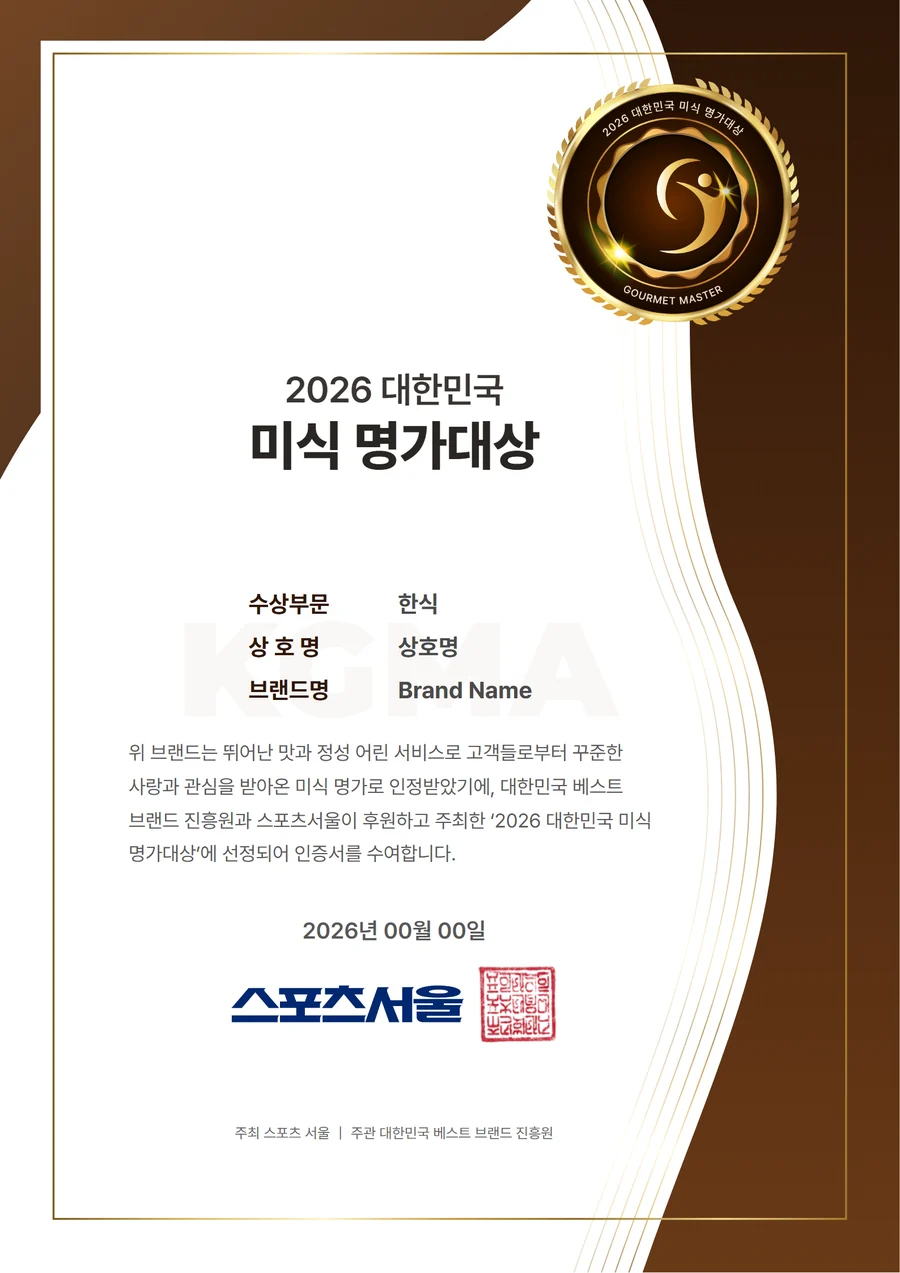 2026 대한민국 미식 명가대상
GOURMET MASTER
2026 대한민국
미식 명가대상
KGMA
수상부문 한식
상 호 명 상호명
브랜드명 Brand Name
위 브랜드는 뛰어난 맛과 정성 어린 서비스로 고객들로부터 꾸준한
사랑과 관심을 받아온 미식 명가로 인정받았기에, 대한민국 베스트
브랜드 진흥원과 스포츠서울이 후원하고 주최한 ‘2026 대한민국 미식
명가대상’에 선정되어 인증서를 수여합니다.
2026년 00월 00일
스포츠서울
주최 스포츠 서울 | 주관 대한민국 베스트 브랜드 진흥원